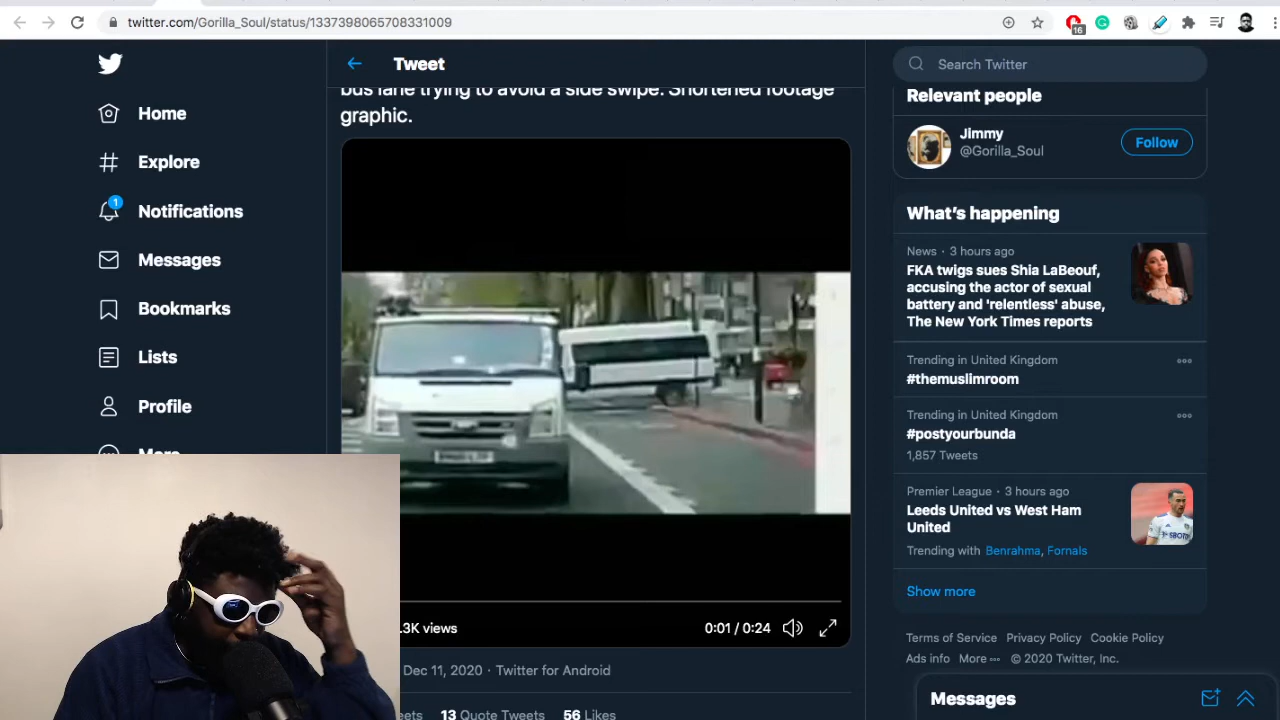 twitter.com/Gorilla_Soul/status/1337398065708331009
16
Home
Explore
1
Notifications
Messages
Bookmarks
Lists
Profile
More
Tweet
bus lane trying to avoid a side swipe. Shortened footage
graphic.
.3K views
0:01 / 0:24
Dec 11, 2020 · Twitter for Android
13 Quote Tweets 56 Likes
Search Twitter
Relevant people
Jimmy
@Gorilla_Soul
Follow
What's happening
News · 3 hours ago
FKA twigs sues Shia LaBeouf,
accusing the actor of sexual
battery and 'relentless' abuse,
The New York Times reports
Trending in United Kingdom
#themuslimroom
Trending in United Kingdom
#postyourbunda
1,857 Tweets
Premier League · 3 hours ago
Leeds United vs West Ham
United
Trending with Benrahma, Fornals
Show more
Terms of Service Privacy Policy Cookie Policy
Ads info More © 2020 Twitter, Inc.
Messages